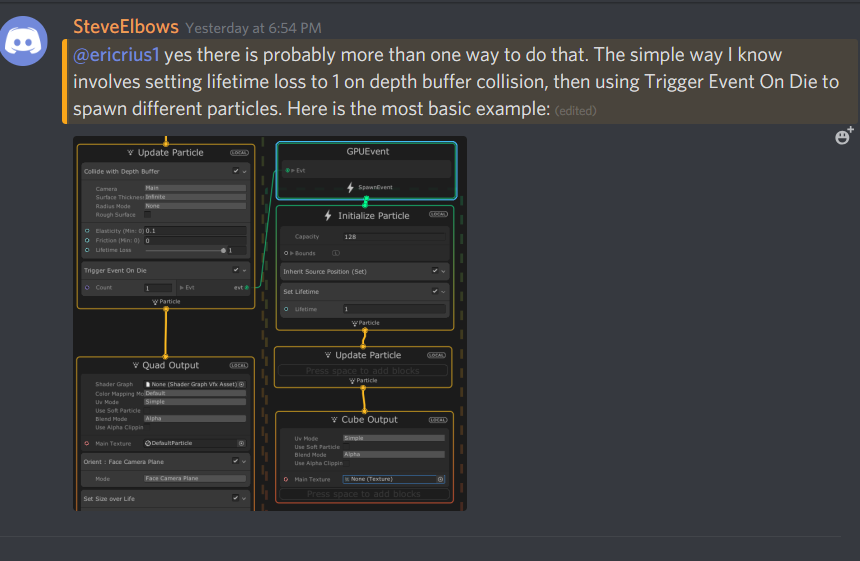 SteveElbows Yesterday at 6:54 PM
@ericrius1 yes there is probably more than one way to do that. The simple way I know
involves setting lifetime loss to 1 on depth buffer collision, then using Trigger Event On Die to
spawn different particles. Here is the most basic example: (edited)
Update Particle LOCAL
Collide with Depth Buffer
Camera Main
Surface Thickness Infinite
Radius Mode None
Rough Surface
Elasticity (Min: 0) 0.1
Friction (Min: 0) 0
Lifetime Loss 1
Trigger Event On Die
Count 1 Evt evt
Particle
Quad Output LOCAL
Shader Graph None (Shader Graph Vfx Asset)
Color Mapping Mo Default
Uv Mode Simple
Use Soft Particle
Blend Mode Alpha
Use Alpha Clippin
Main Texture DefaultParticle
Orient : Face Camera Plane
Mode Face Camera Plane
Set Size over Life
GPUEvent
Evt
SpawnEvent
Initialize Particle LOCAL
Capacity 128
Bounds
Inherit Source Position (Set)
Set Lifetime
Lifetime 1
Particle
Update Particle LOCAL
Press space to add blocks
Particle
Cube Output LOCAL
Uv Mode Simple
Use Soft Particle
Blend Mode Alpha
Use Alpha Clippin
Main Texture None (Texture)
Press space to add blocks